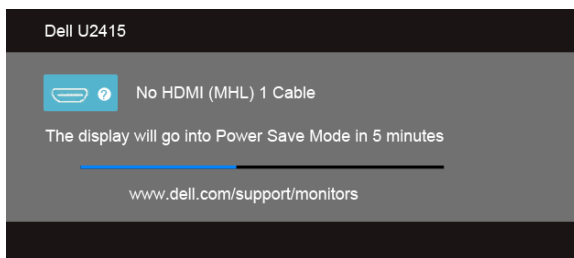 Dell U2415
? No HDMI (MHL) 1 Cable
The display will go into Power Save Mode in 5 minutes
www.dell.com/support/monitors